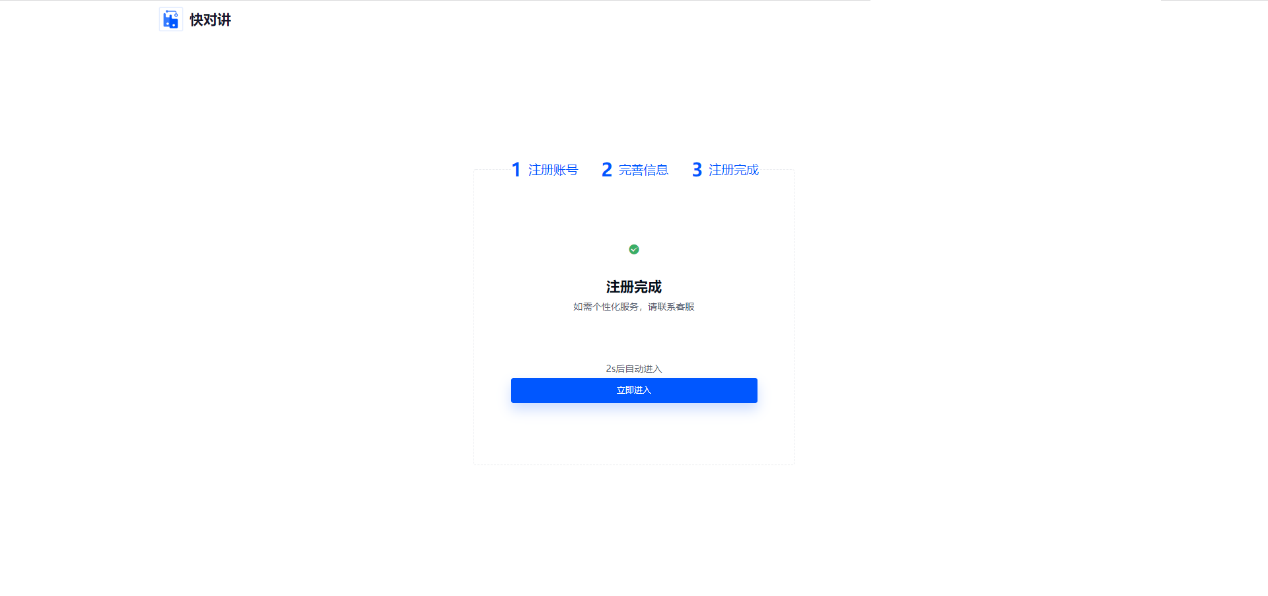 快对讲
1 注册账号 2 完善信息 3 注册完成
注册完成
如需个性化服务，请联系客服
2s后自动进入
立即进入